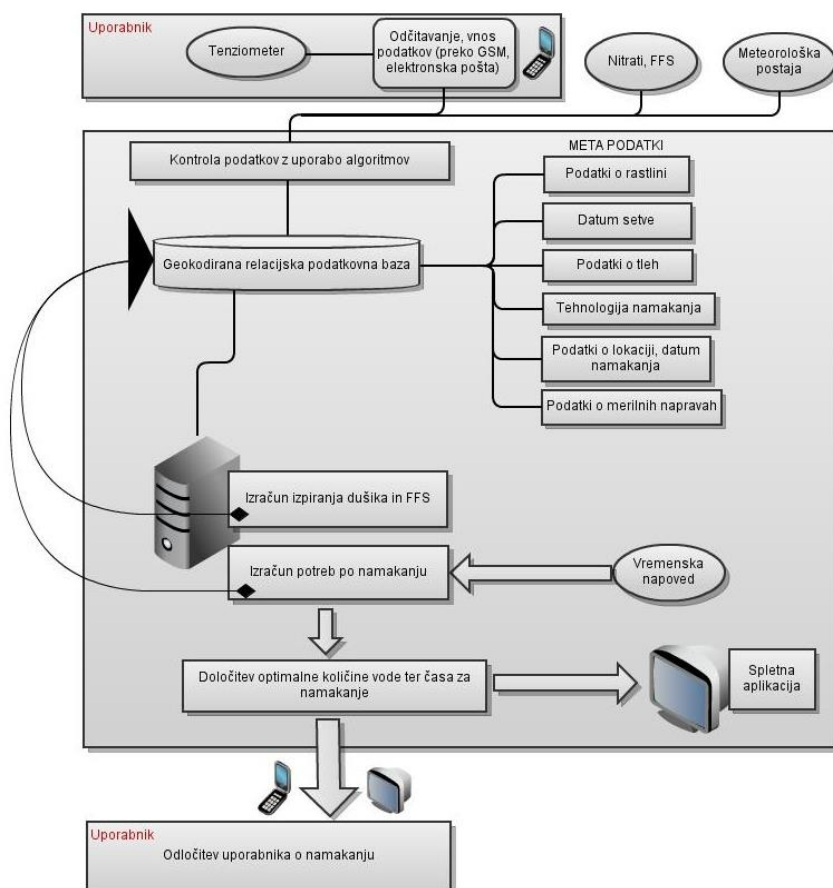 Uporabnik
Tenziometer
Odčitavanje, vnos
podatkov (preko GSM,
elektronska pošta)
Nitrati, FFS
Meteorološka
postaja
Kontrola podatkov z uporabo algoritmov
META PODATKI
Podatki o rastlini
Datum setve
Geokodirana relacijska podatkovna baza
Podatki o tleh
Tehnologija namakanja
Podatki o lokaciji, datum
namakanja
Podatki o merilnih napravah
Izračun izpiranja dušika in FFS
Izračun potreb po namakanju
Vremenska
napoved
Določitev optimalne količine vode ter časa za
namakanje
Spletna
aplikacija
Uporabnik
Odločitev uporabnika o namakanju